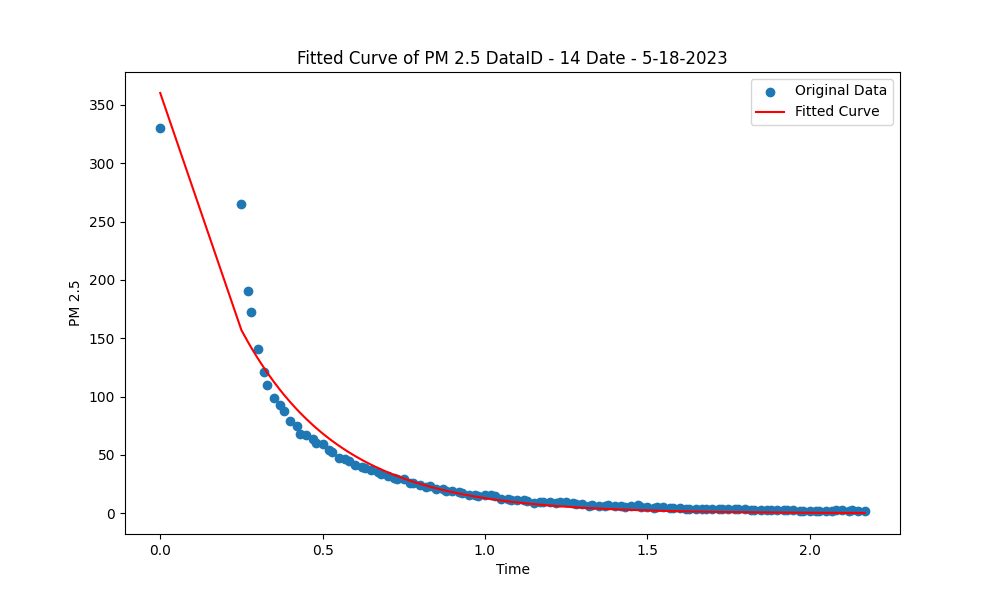 Fitted Curve of PM 2.5 DataID - 14 Date - 5-18-2023
Original Data
Fitted Curve
350
300
250
200
150
100
50
0
PM 2.5
0.0 0.5 1.0 1.5 2.0
Time